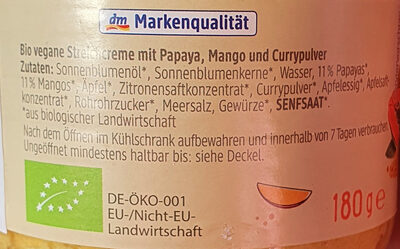 dm Markenqualität
Bio vegane Streichcreme mit Papaya, Mango und Currypulver
Zutaten: Sonnenblumenöl*, Sonnenblumenkerne*, Wasser, 11% Papayas*,
11% Mangos*, Apfel*, Zitronensaftkonzentrat*, Currypulver*, Apfelessig*, Apfelsaft-
konzentrat*, Rohrohrzucker*, Meersalz, Gewürze*, SENFSAAT*.
*aus biologischer Landwirtschaft
Nach dem Öffnen im Kühlschrank aufbewahren und innerhalb von 7 Tagen verbrauchen.
Ungeöffnet mindestens haltbar bis: siehe Deckel.
DE-ÖKO-001
EU-/Nicht-EU-
Landwirtschaft
180g e